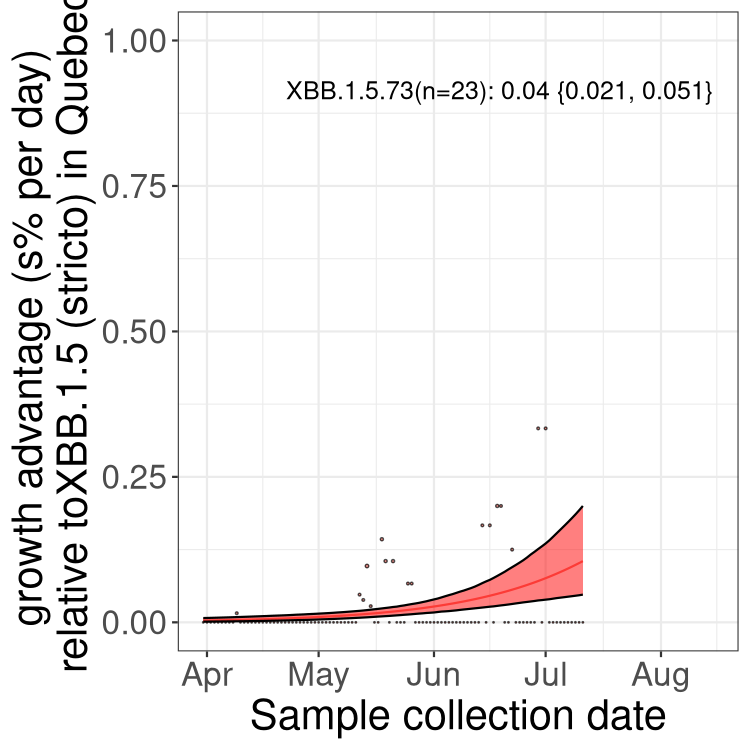 growth advantage (s% per day)
relative toXBB.1.5 (stricto) in Quebec
1.00
0.75
0.50
0.25
0.00
XBB.1.5.73(n=23): 0.04 {0.021, 0.051}
Apr May Jun Jul Aug
Sample collection date